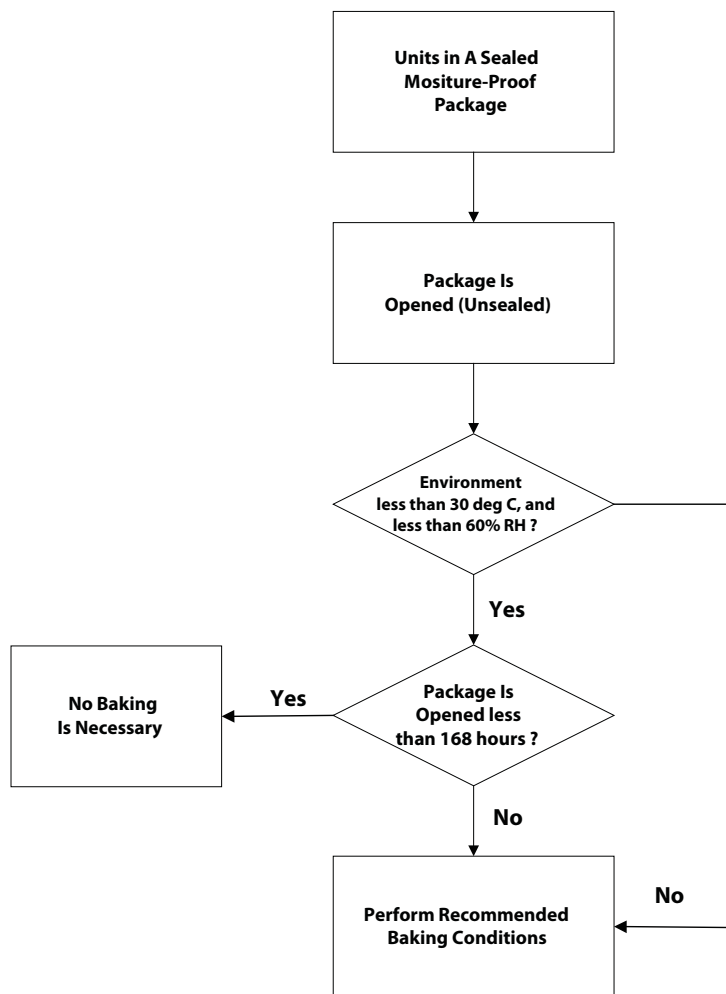 Units in A Sealed
Mositure-Proof
Package
Package Is
Opened (Unsealed)
Environment
less than 30 deg C, and
less than 60% RH ?
Yes
No Baking
Is Necessary
Yes
Package Is
Opened less
than 168 hours ?
No
Perform Recommended
Baking Conditions
No